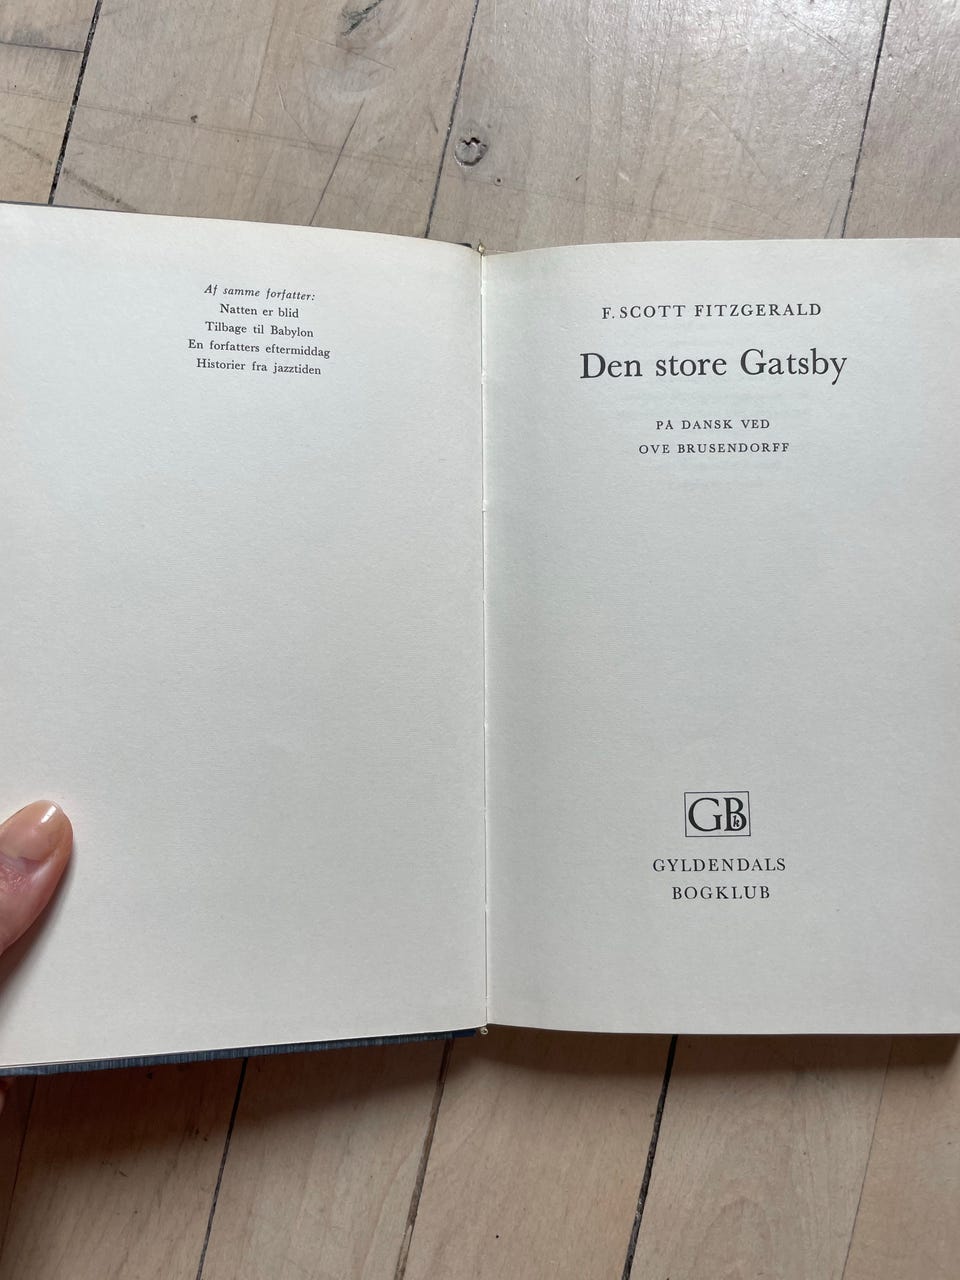 Af samme forfatter:
Natten er blid
Tilbage til Babylon
En forfatters eftermiddag
Historier fra jazztiden
F. SCOTT FITZGERALD
Den store Gatsby
PÅ DANSK VED
OVE BRUSENDORFF
GBk
GYLDENDALS
BOGKLUB